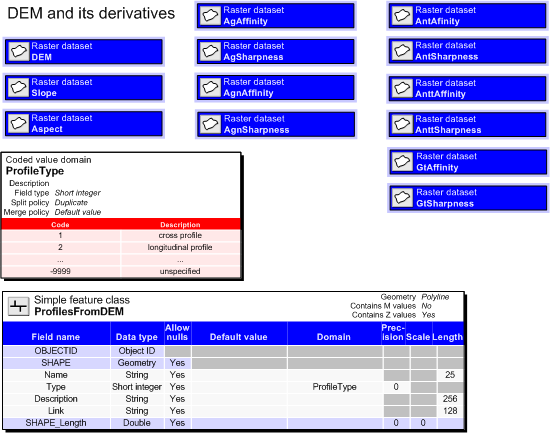 DEM and its derivatives
Raster dataset
DEM
Raster dataset
Slope
Raster dataset
Aspect
Raster dataset
AgAffinity
Raster dataset
AgSharpness
Raster dataset
AgnAffinity
Raster dataset
AgnSharpness
Raster dataset
AntAfinity
Raster dataset
AntSharpness
Raster dataset
AnttAffinity
Raster dataset
AnttSharpness
Raster dataset
GtAffinity
Raster dataset
GtSharpness
Coded value domain
ProfileType
Description
Field type Short integer
Split policy Duplicate
Merge policy Default value
Code Description
1 cross profile
2 longitudinal profile
... ...
-9999 unspecified
Simple feature class
ProfilesFromDEM
Geometry Polyline
Contains M values No
Contains Z values Yes
Field name Data type Allow nulls Default value Domain Prec-ision Scale Length
OBJECTID Object ID
SHAPE Geometry Yes
Name String Yes 25
Type Short integer Yes ProfileType 0
Description String Yes 256
Link String Yes 128
SHAPE_Length Double Yes 0 0